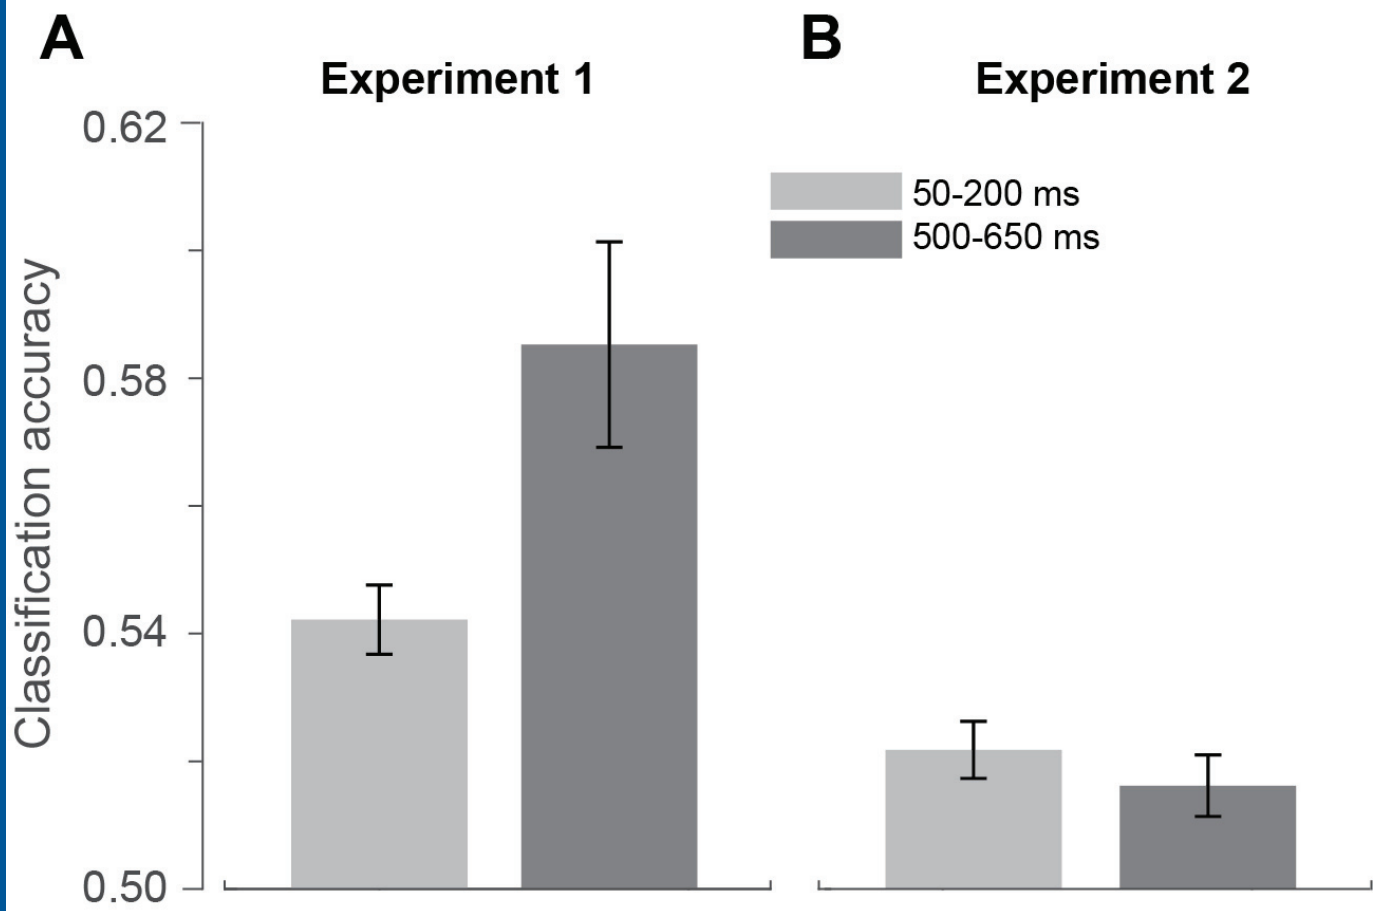 A
Experiment 1
B
Experiment 2
Classification accuracy
0.62
0.58
0.54
0.50
50-200 ms
500-650 ms